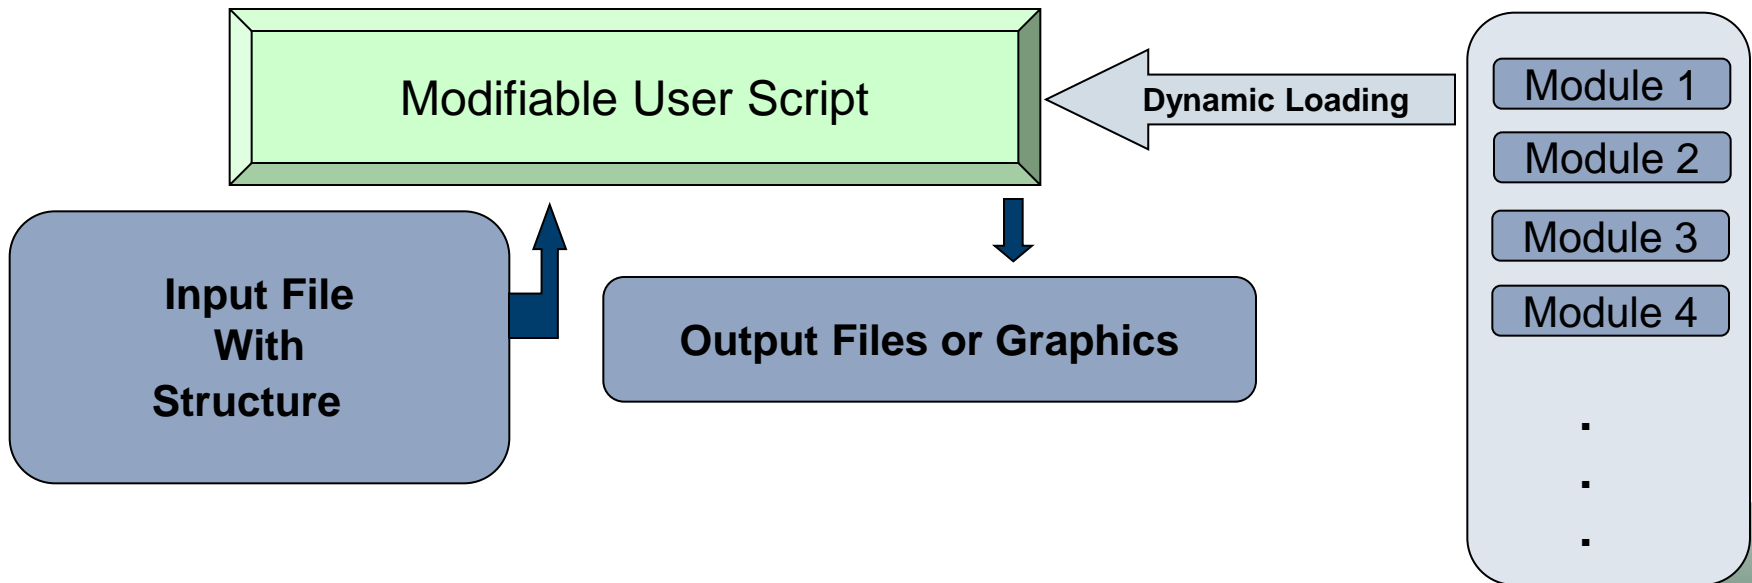 Modifiable User Script
Dynamic Loading
Module 1
Module 2
Module 3
Module 4
.
.
.
Input File
With
Structure
Output Files or Graphics